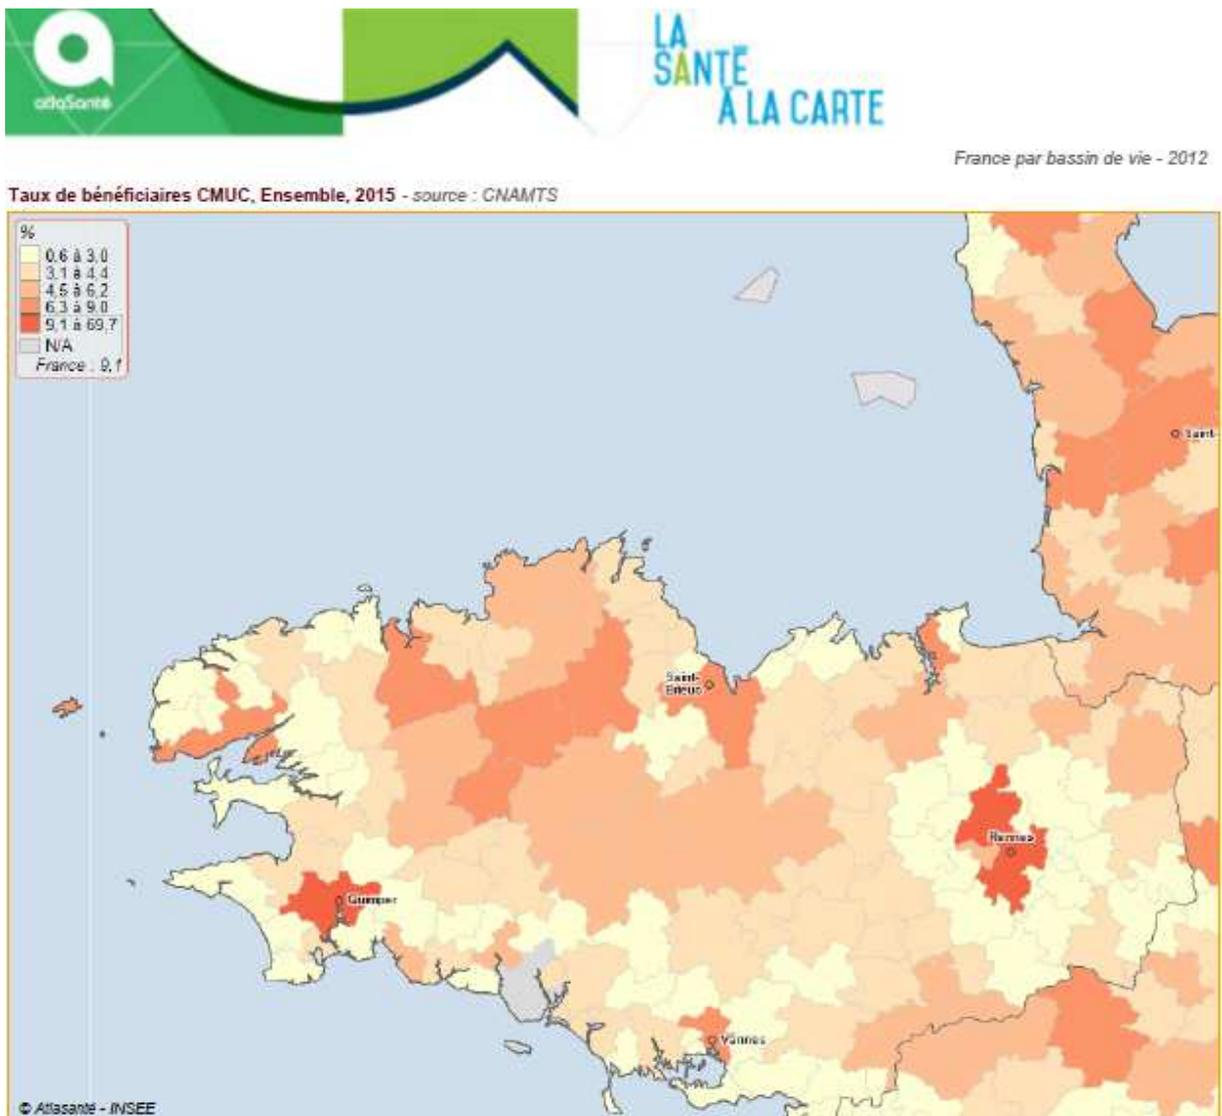 atlaSanté
LA
SANTÉ
À LA CARTE
France par bassin de vie - 2012
Taux de bénéficiaires CMUC, Ensemble, 2015 - source : CNAMTS
%
0,6 à 3,0
3,1 à 4,4
4,5 à 6,2
6,3 à 9,0
9,1 à 69,7
N/A
France : 9,1
Saint-
Saint-
Brieuc
Rennes
Quimper
Vannes
© Atlasanté - INSEE